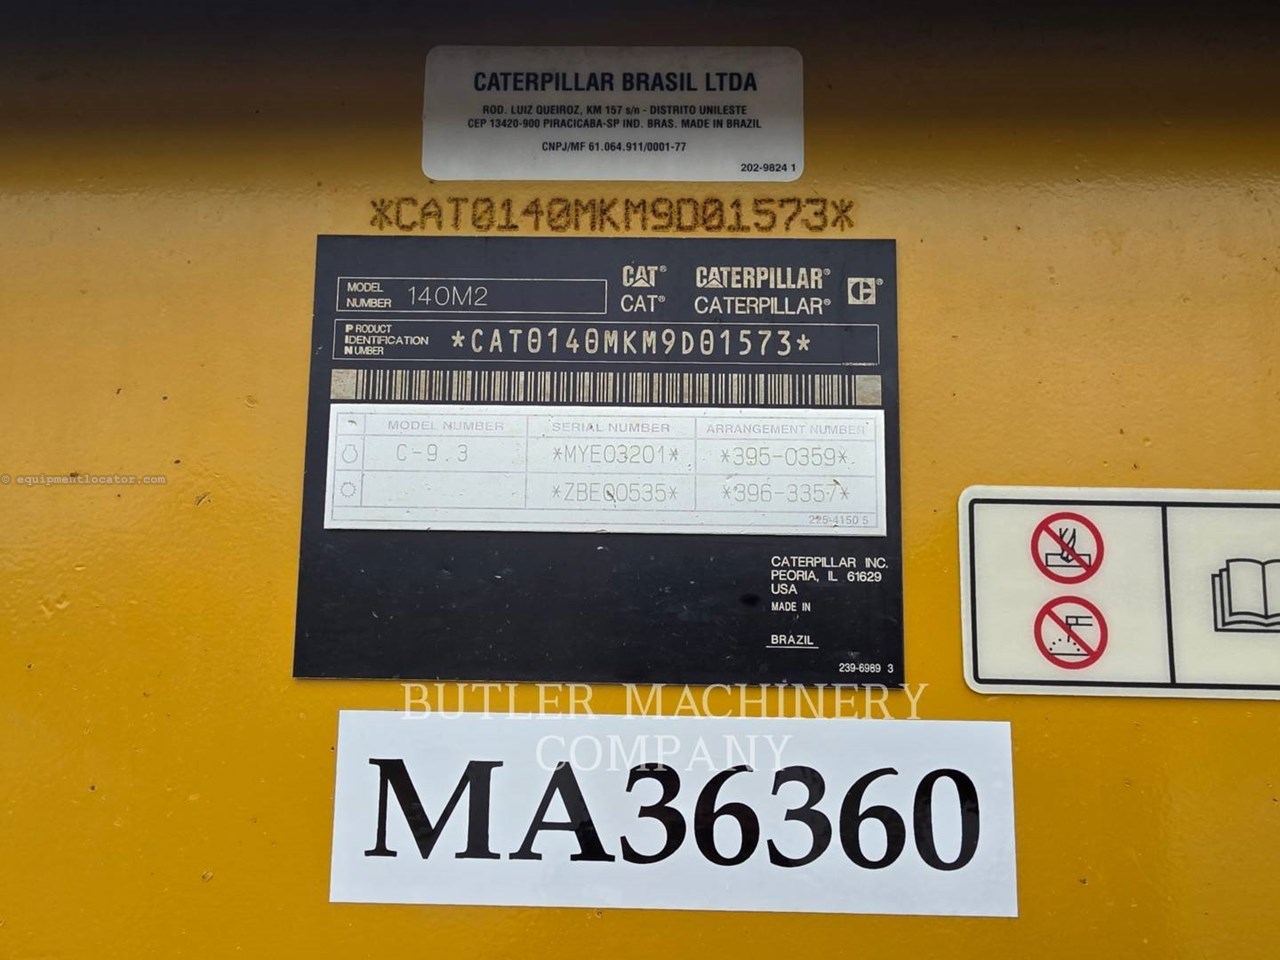 CATERPILLAR BRASIL LTDA
ROD. LUIZ QUEIROZ, KM 157 s/n - DISTRITO UNILESTE
CEP 13420-900 PIRACICABA-SP IND. BRAS. MADE IN BRAZIL
CNPJ/MF 61.064.911/0001-77
202-9824 1
*CAT0140MKM9D01573*
MODEL NUMBER 140M2
CAT® CATERPILLAR®
CAT® CATERPILLAR®
PRODUCT IDENTIFICATION NUMBER *CAT0140MKM9D01573*
MODEL NUMBER SERIAL NUMBER ARRANGEMENT NUMBER
C-9.3 *MYE03201* *395-0359*
*ZBE00535* *396-3357*
225-4150 5
CATERPILLAR INC.
PEORIA, IL 61629
USA
MADE IN
BRAZIL
239-6989 3
© equipmentlocator.com
BUTLER MACHINERY
COMPANY
MA36360